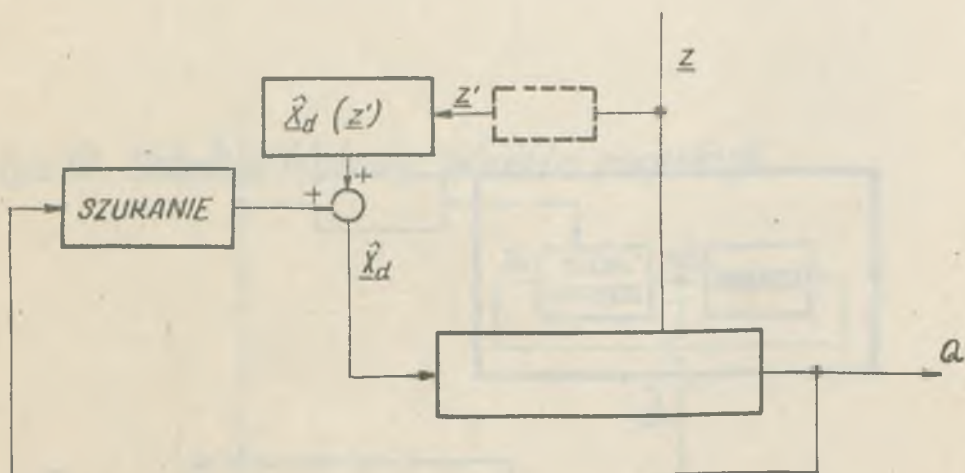 z
z'
x̂d (z')
+
+
SZUKANIE
x̂d
Q